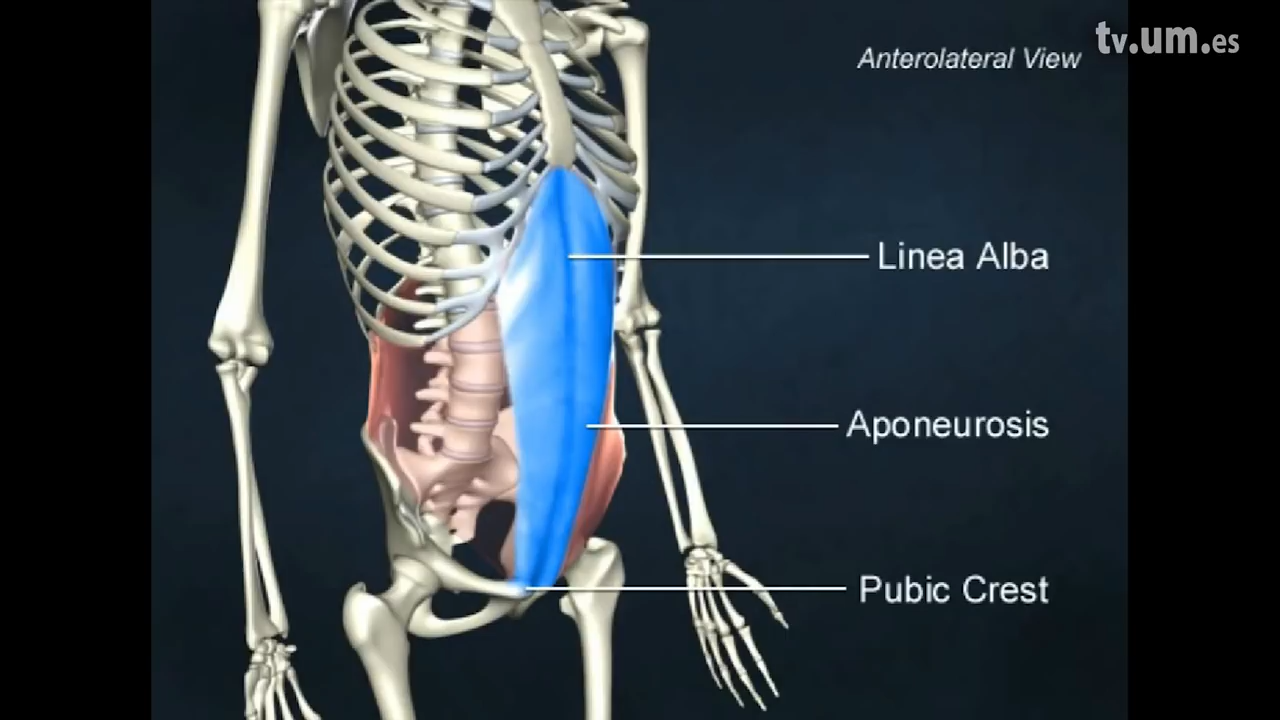 tv.um.es
Anterolateral View
Linea Alba
Aponeurosis
Pubic Crest